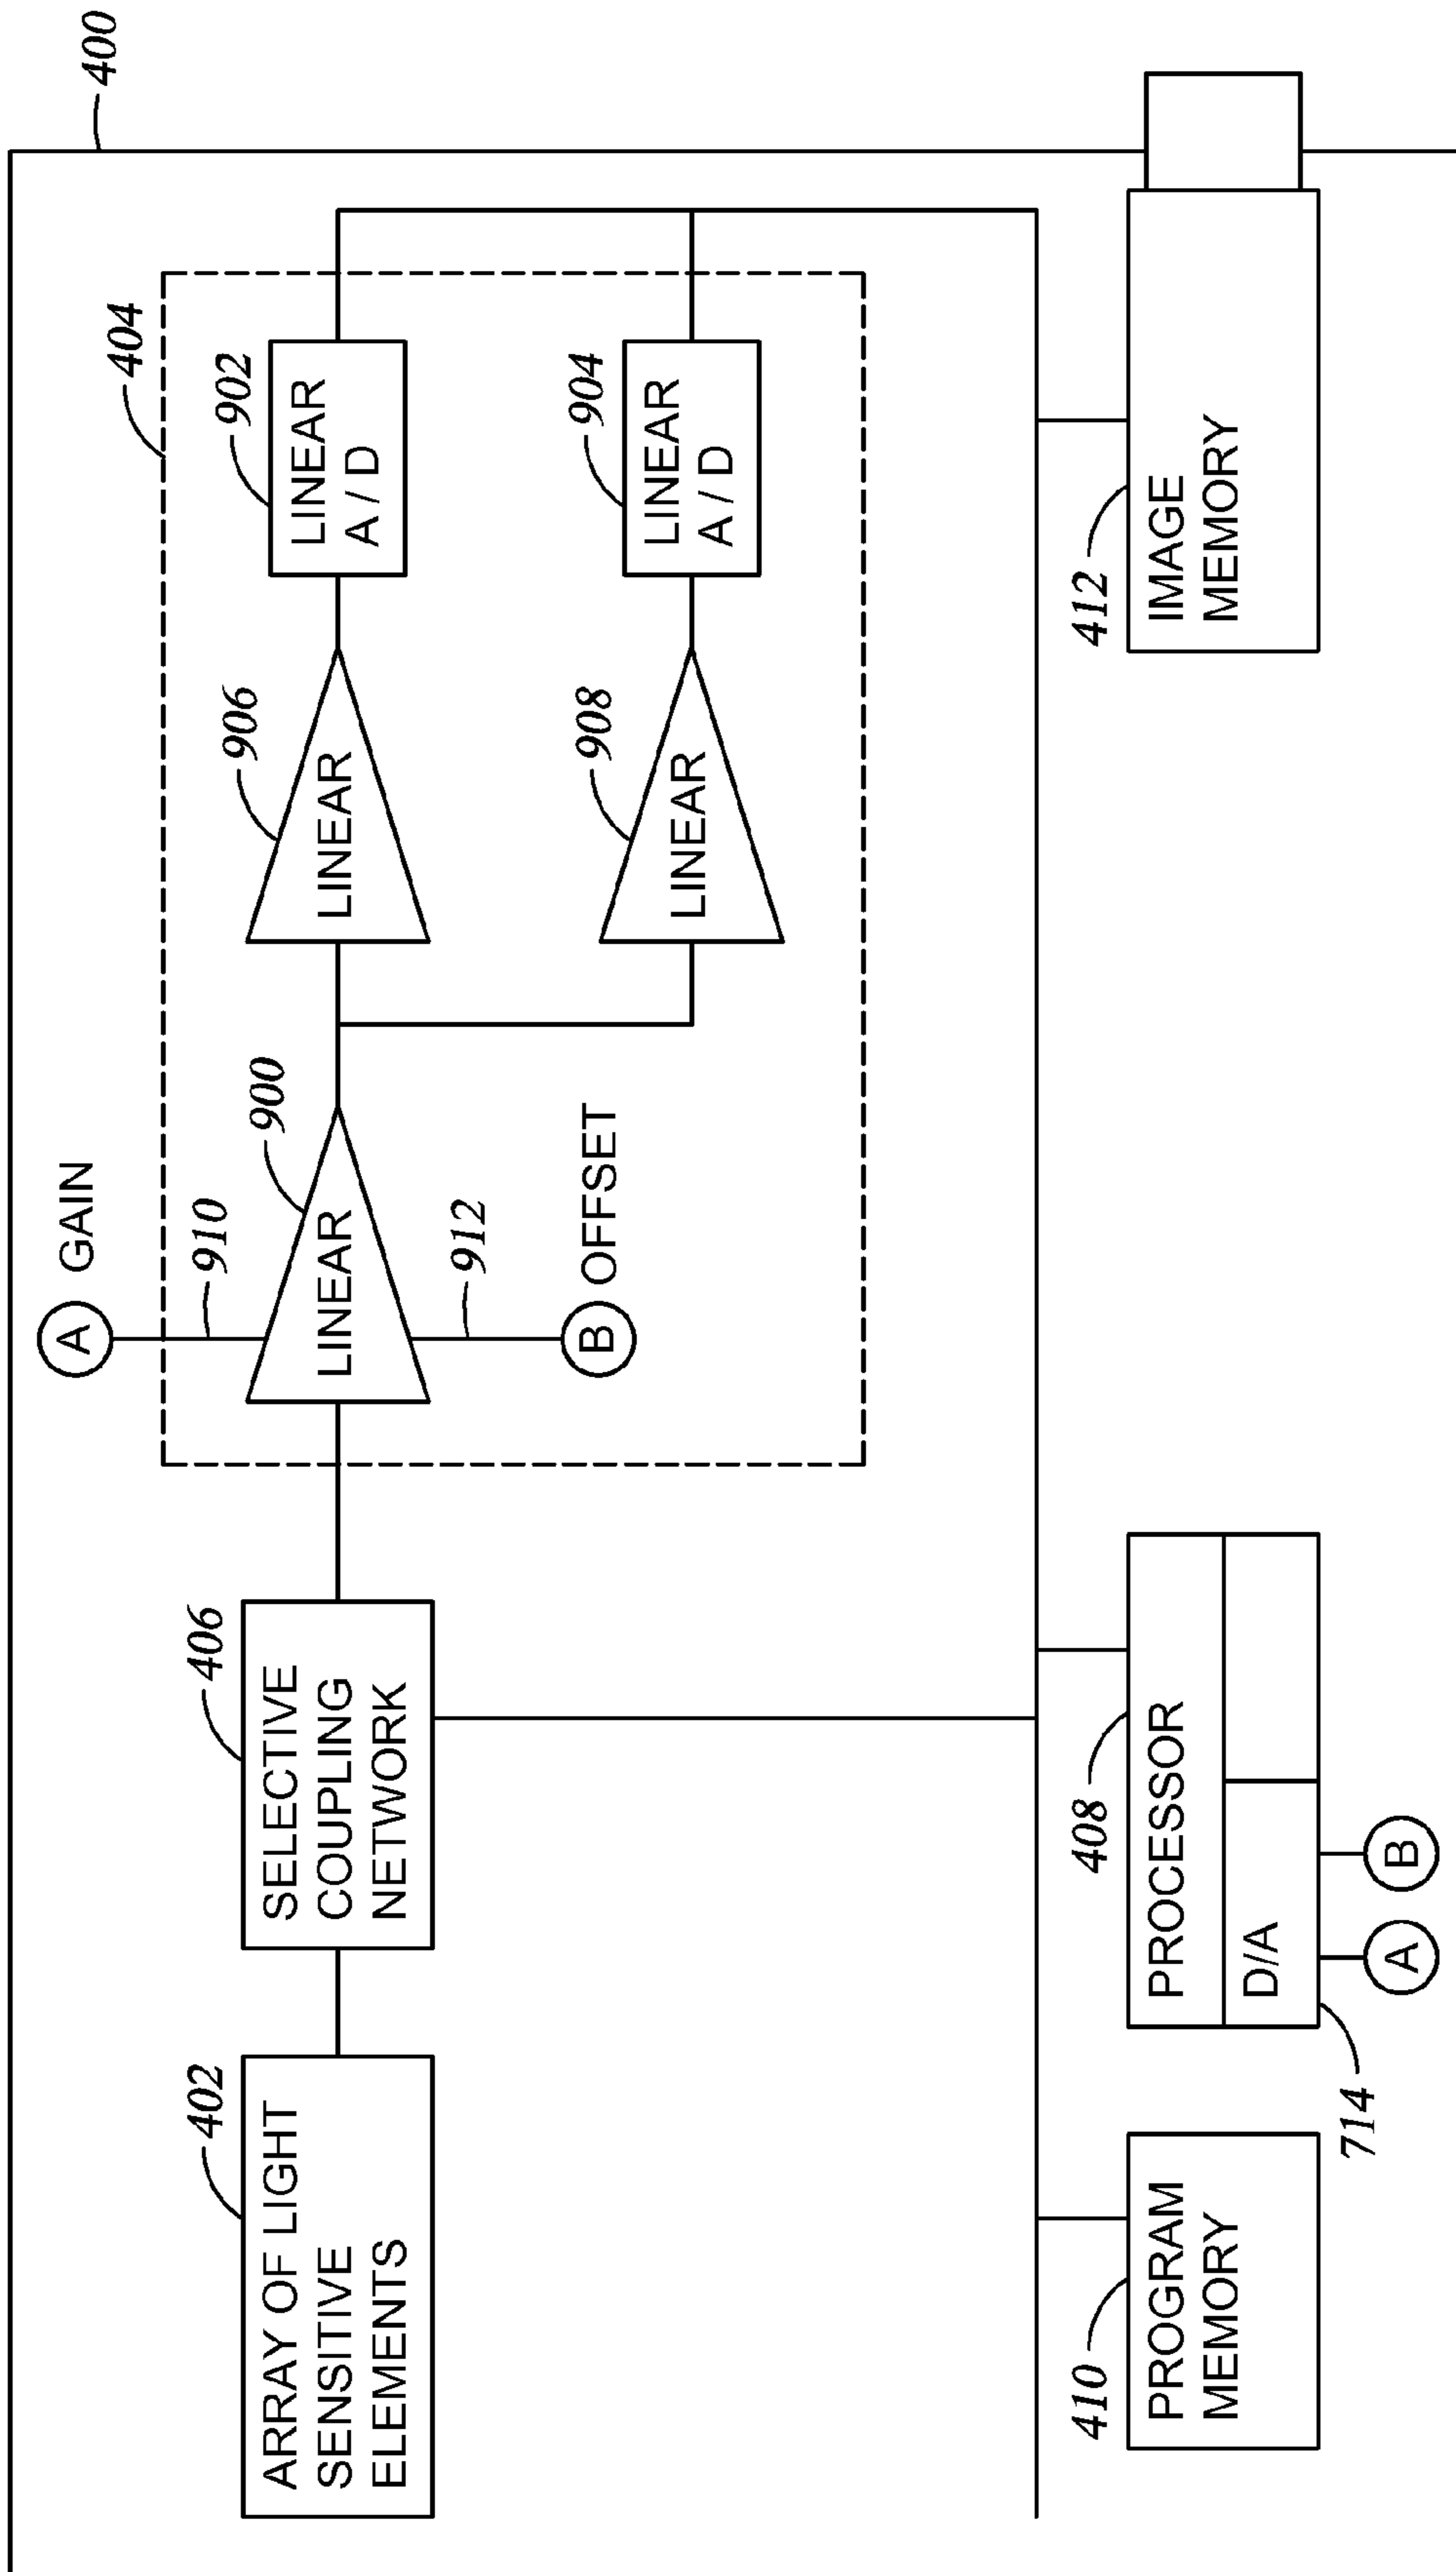 400
404
A GAIN
910
900
LINEAR
912
B OFFSET
906
LINEAR
902
LINEAR
A / D
908
LINEAR
904
LINEAR
A / D
402
ARRAY OF LIGHT
SENSITIVE
ELEMENTS
406
SELECTIVE
COUPLING
NETWORK
410
PROGRAM
MEMORY
408
PROCESSOR
D/A
714
A
B
412
IMAGE
MEMORY